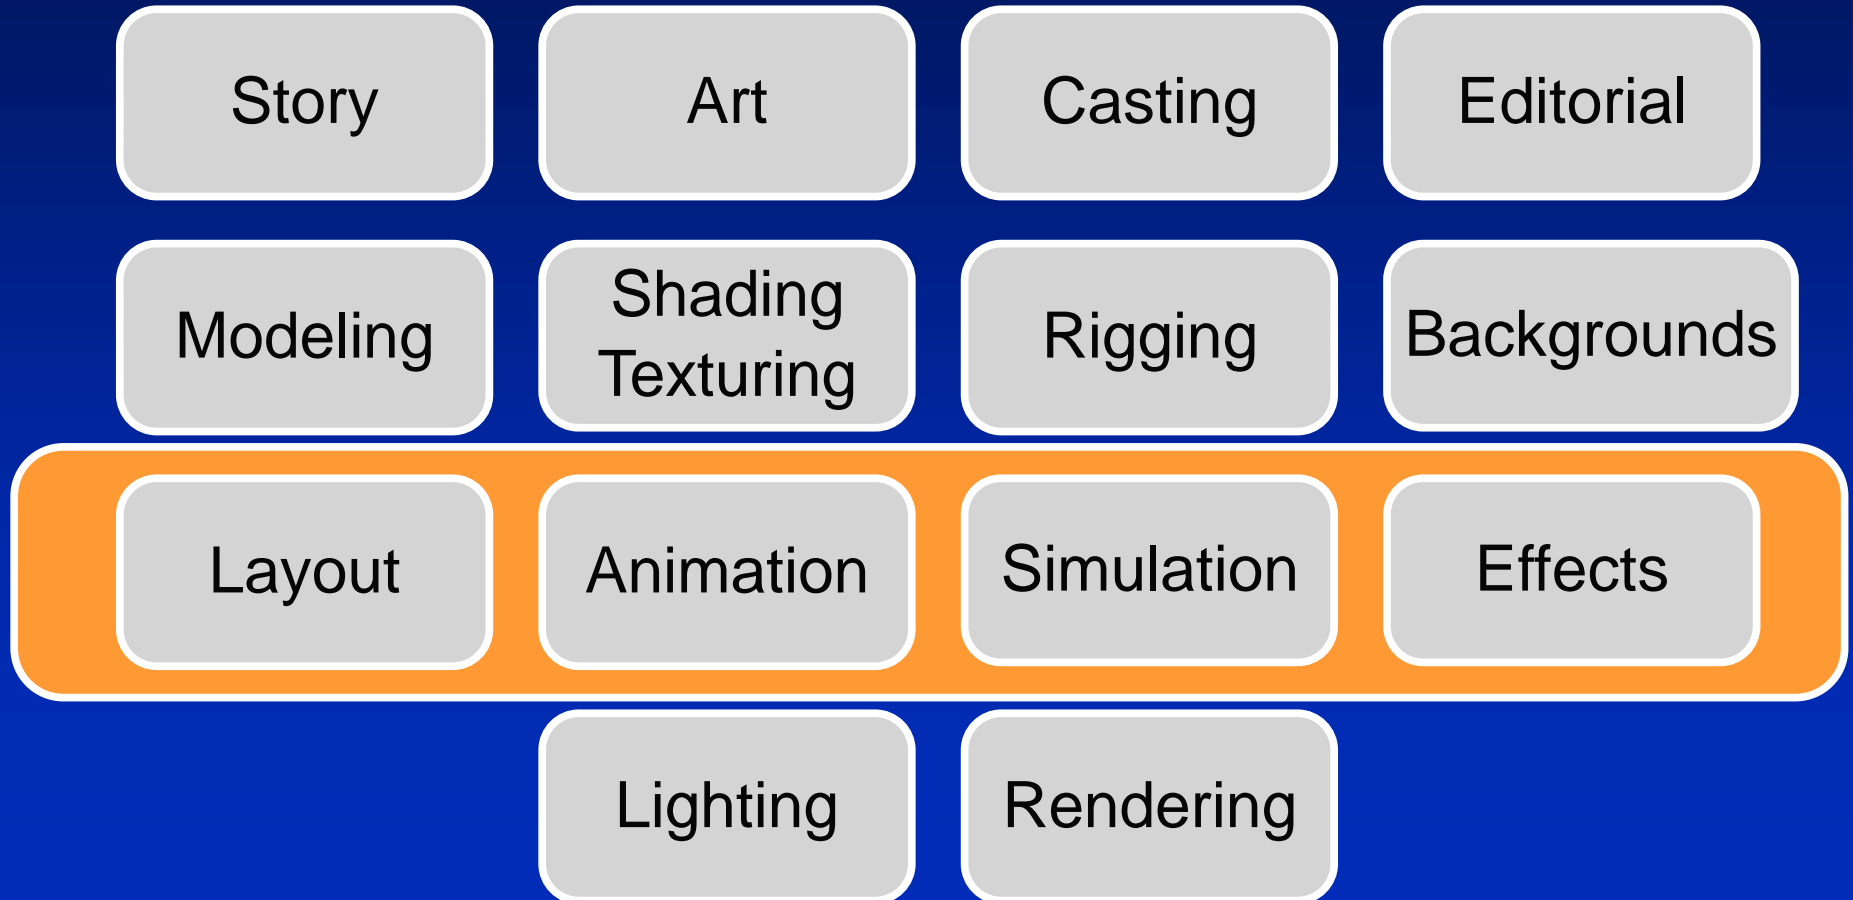 Story
Art
Casting
Editorial
Modeling
Shading
Texturing
Rigging
Backgrounds
Layout
Animation
Simulation
Effects
Lighting
Rendering